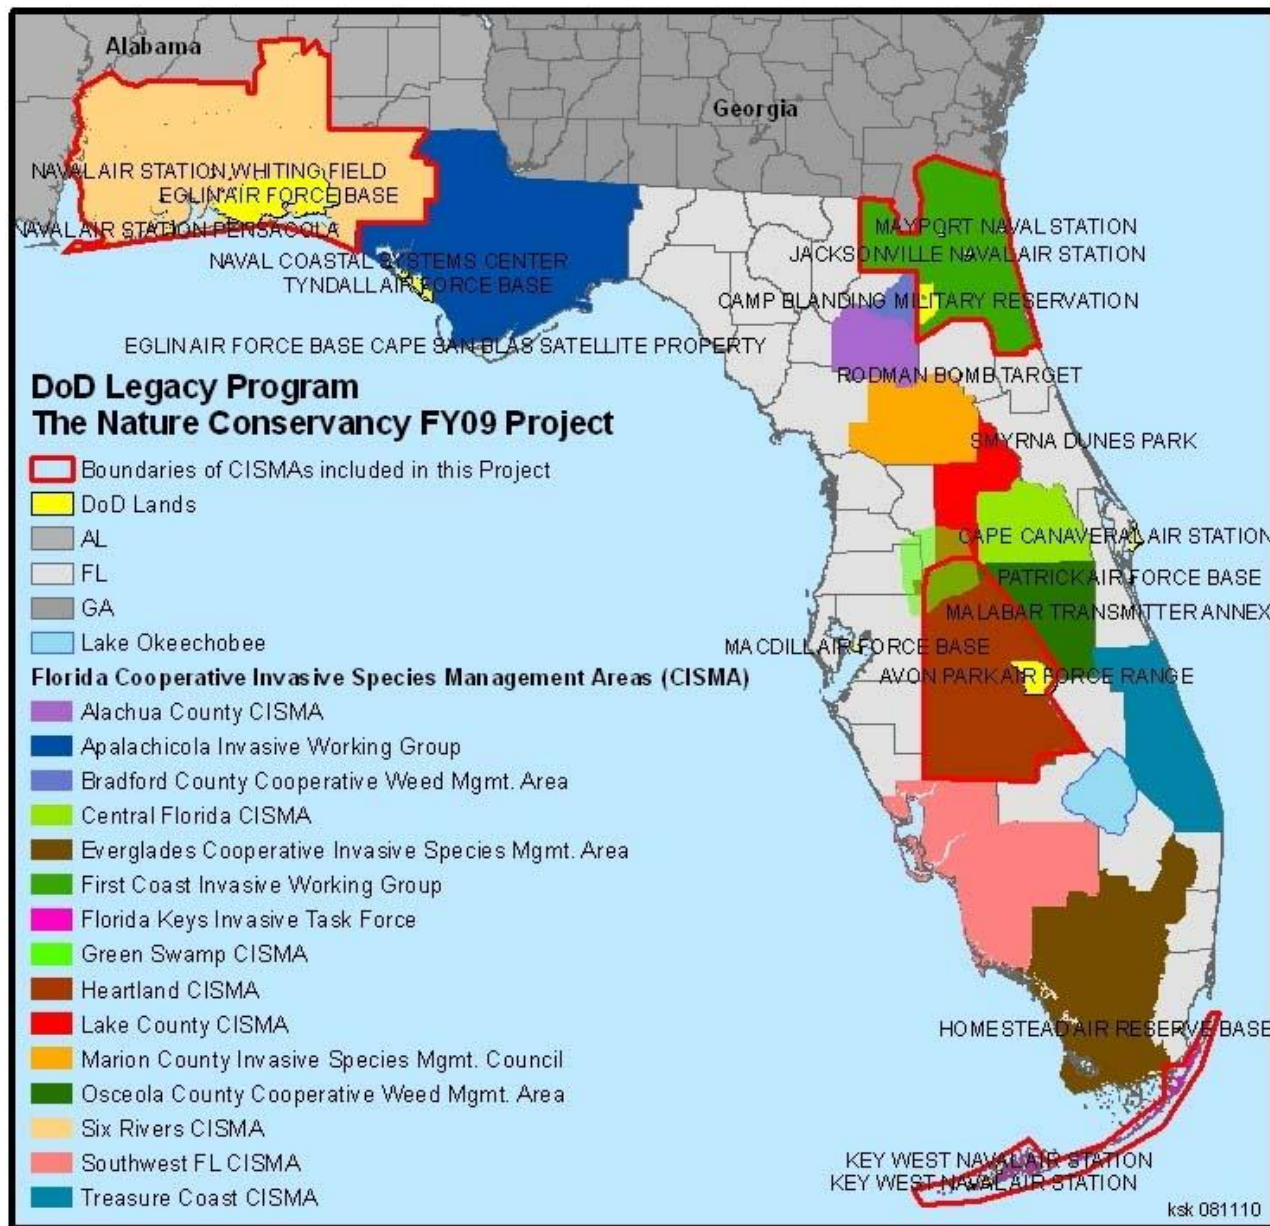 Alabama
Georgia
NAVAL AIR STATION, WHITING FIELD
EGLIN AIR FORCE BASE
NAVAL AIR STATION PENSACOLA
MAYPORT NAVAL STATION
JACKSONVILLE NAVAL AIR STATION
NAVAL COASTAL SYSTEMS CENTER
TYNDALL AIR FORCE BASE
CAMP BLANDING MILITARY RESERVATION
EGLIN AIR FORCE BASE CAPE SAN BLAS SATELLITE PROPERTY
RODMAN BOMB TARGET
SMYRNA DUNES PARK
CAPE CANAVERAL AIR STATION
PATRICK AIR FORCE BASE
MALABAR TRANSMITTER ANNEX
MACDILL AIR FORCE BASE
AVON PARK AIR FORCE RANGE
HOMESTEAD AIR RESERVE BASE
KEY WEST NAVAL AIR STATION
KEY WEST NAVAL AIR STATION
DoD Legacy Program
The Nature Conservancy FY09 Project
Boundaries of CISMAs included in this Project
DoD Lands
AL
FL
GA
Lake Okeechobee
Florida Cooperative Invasive Species Management Areas (CISMA)
Alachua County CISMA
Apalachicola Invasive Working Group
Bradford County Cooperative Weed Mgmt. Area
Central Florida CISMA
Everglades Cooperative Invasive Species Mgmt. Area
First Coast Invasive Working Group
Florida Keys Invasive Task Force
Green Swamp CISMA
Heartland CISMA
Lake County CISMA
Marion County Invasive Species Mgmt. Council
Osceola County Cooperative Weed Mgmt. Area
Six Rivers CISMA
Southwest FL CISMA
Treasure Coast CISMA
ksk 081110